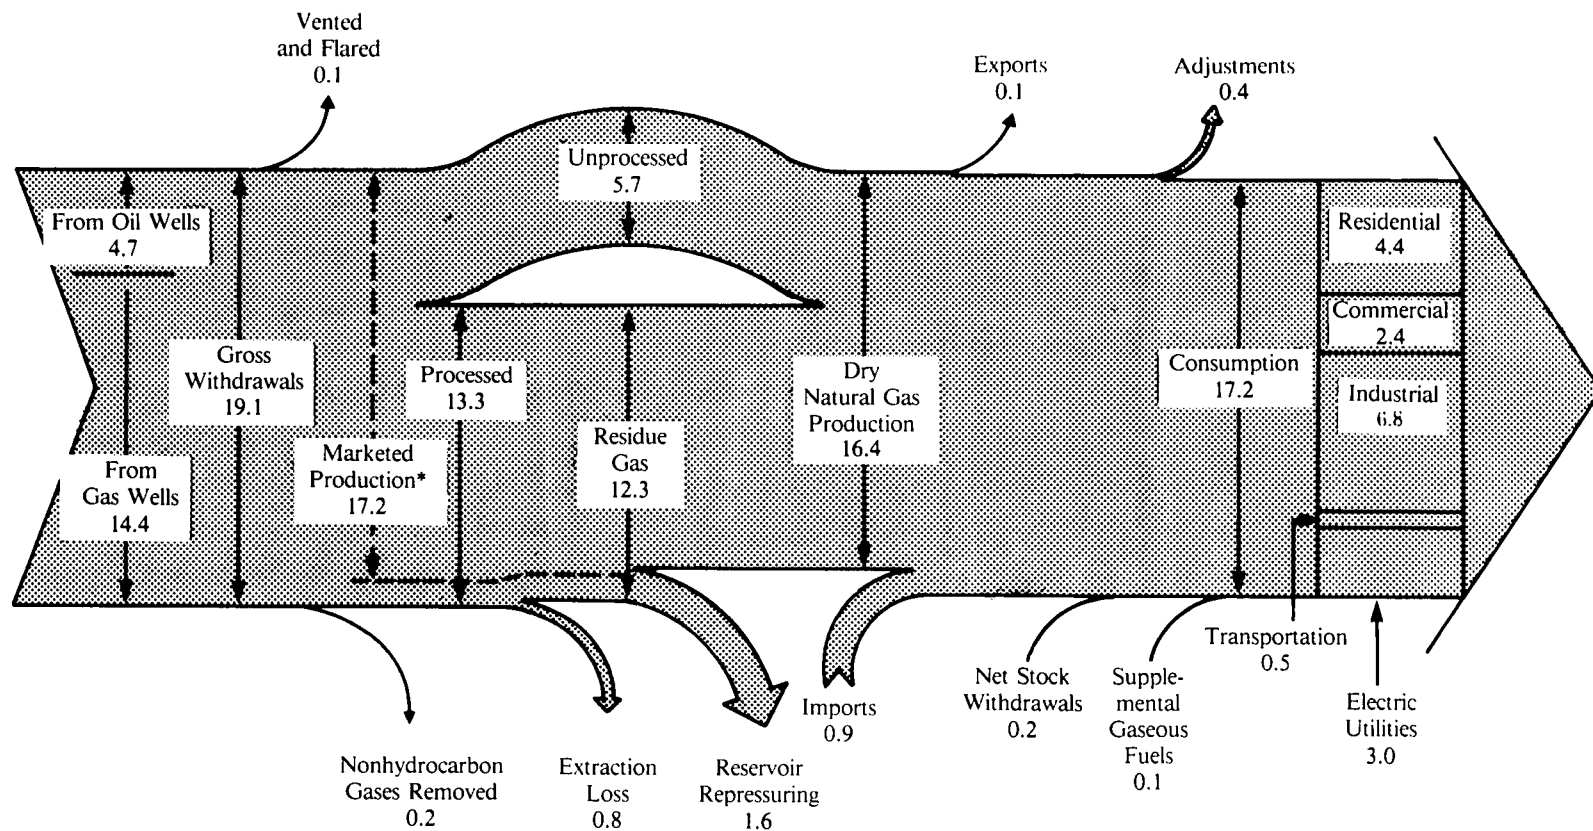 Vented
and Flared
0.1
Exports
0.1
Adjustments
0.4
Unprocessed
5.7
From Oil Wells
4.7
Residential
4.4
Commercial
2.4
Gross
Withdrawals
19.1
Processed
13.3
Dry
Natural Gas
Production
16.4
Consumption
17.2
Industrial
6.8
Marketed
Production*
17.2
Residue
Gas
12.3
From
Gas Wells
14.4
Transportation
0.5
Imports
0.9
Net Stock
Withdrawals
0.2
Supple-
mental
Gaseous
Fuels
0.1
Electric
Utilities
3.0
Nonhydrocarbon
Gases Removed
0.2
Extraction
Loss
0.8
Reservoir
Repressuring
1.6